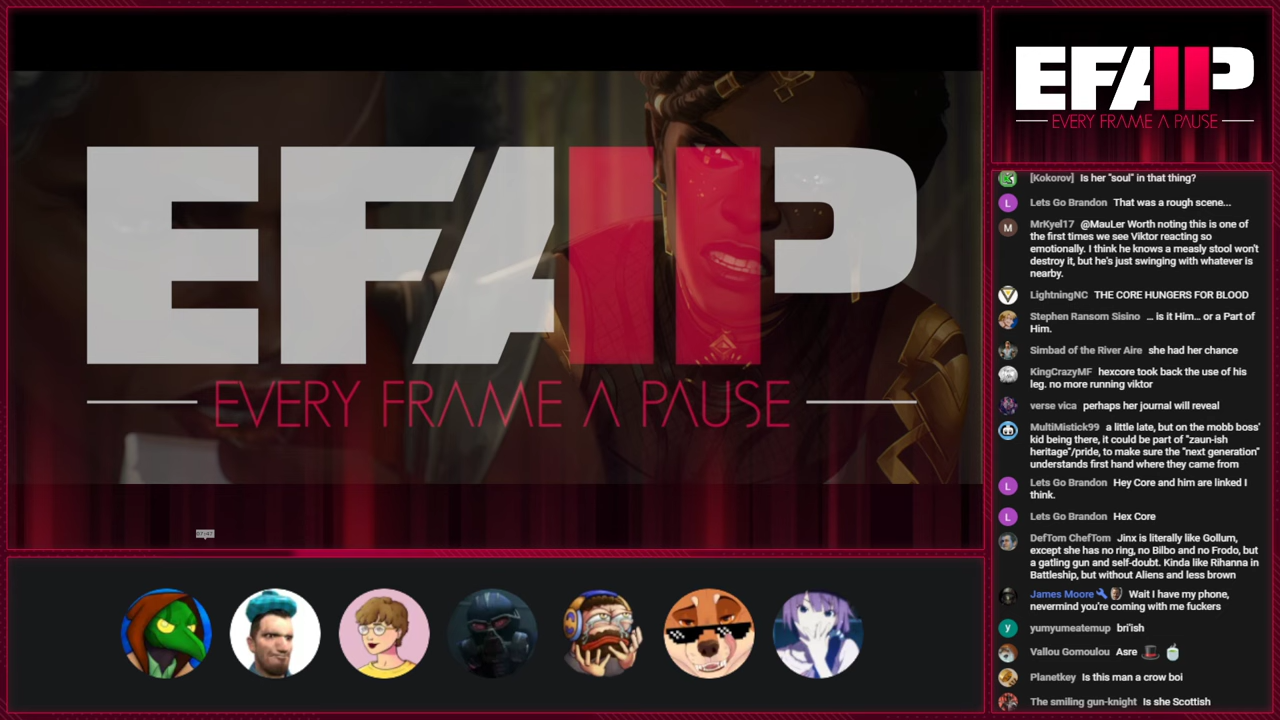 EFAP
EVERY FRAME A PAUSE
07:47
EFAP
EVERY FRAME A PAUSE
[Kokorov] Is her "soul" in that thing?
L Lets Go Brandon That was a rough scene...
M MrKyel17 @MauLer Worth noting this is one of
the first times we see Viktor reacting so
emotionally. I think he knows a measly stool won't
destroy it, but he's just swinging with whatever is
nearby.
LightningNC THE CORE HUNGERS FOR BLOOD
Stephen Ransom Sisino ... is it Him... or a Part of
Him.
Simbad of the River Aire she had her chance
KingCrazyMF hexcore took back the use of his
leg. no more running viktor
verse vica perhaps her journal will reveal
MultiMistick99 a little late, but on the mobb boss'
kid being there, it could be part of "zaun-ish
heritage"/pride, to make sure the "next generation"
understands first hand where they came from
L Lets Go Brandon Hey Core and him are linked I
think.
L Lets Go Brandon Hex Core
DefTom ChefTom Jinx is literally like Gollum,
except she has no ring, no Bilbo and no Frodo, but
a gatling gun and self-doubt. Kinda like Rihanna in
Battleship, but without Aliens and less brown
James Moore Wait I have my phone,
nevermind you're coming with me fuckers
y yumyumeatemup bri'ish
Vallou Gomoulou Asre
Planetkey Is this man a crow boi
The smiling gun-knight Is she Scottish